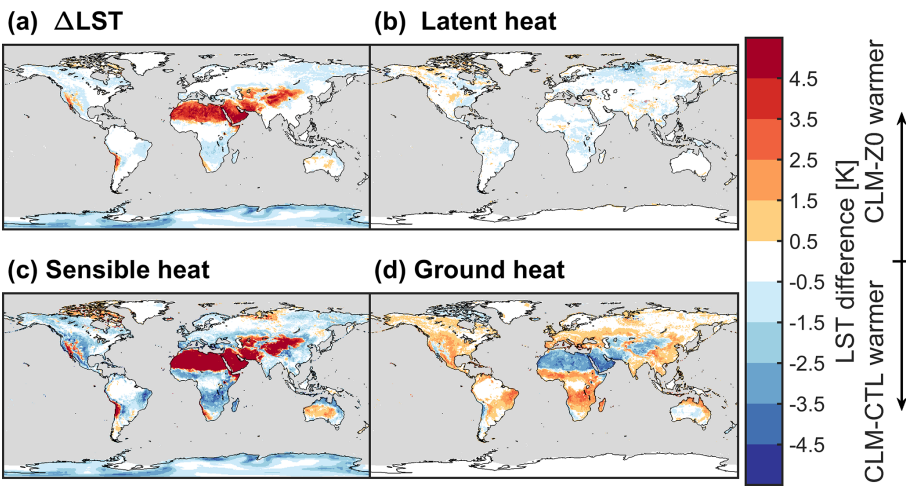 (a) ΔLST
(b) Latent heat
(c) Sensible heat
(d) Ground heat
4.5
3.5
2.5
1.5
0.5
-0.5
-1.5
-2.5
-3.5
-4.5
LST difference [K]
CLM-CTL warmer
CLM-Z0 warmer